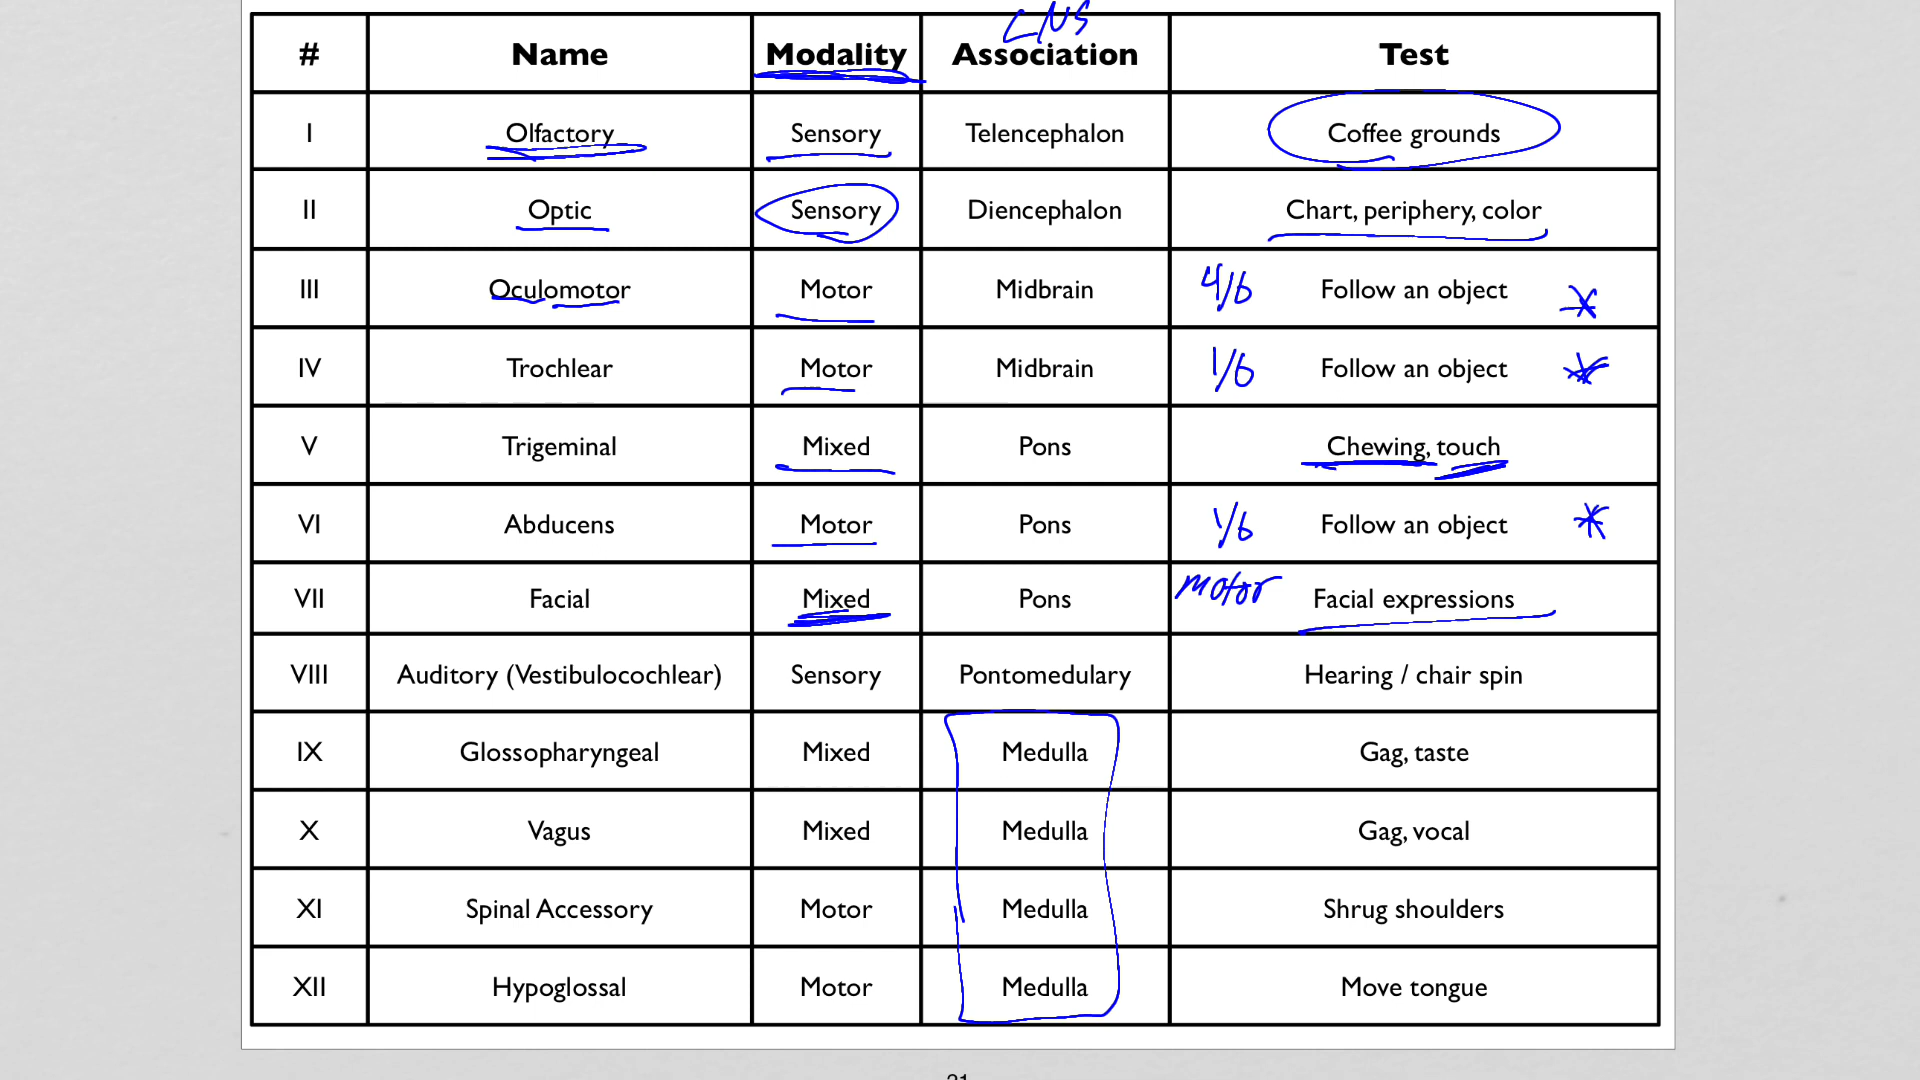 CNS
# Name Modality Association Test
I Olfactory Sensory Telencephalon Coffee grounds
II Optic Sensory Diencephalon Chart, periphery, color
III Oculomotor Motor Midbrain 4/6 Follow an object
IV Trochlear Motor Midbrain 1/6 Follow an object
V Trigeminal Mixed Pons Chewing, touch
VI Abducens Motor Pons 1/6 Follow an object
VII Facial Mixed Pons motor Facial expressions
VIII Auditory (Vestibulocochlear) Sensory Pontomedulary Hearing / chair spin
IX Glossopharyngeal Mixed Medulla Gag, taste
X Vagus Mixed Medulla Gag, vocal
XI Spinal Accessory Motor Medulla Shrug shoulders
XII Hypoglossal Motor Medulla Move tongue